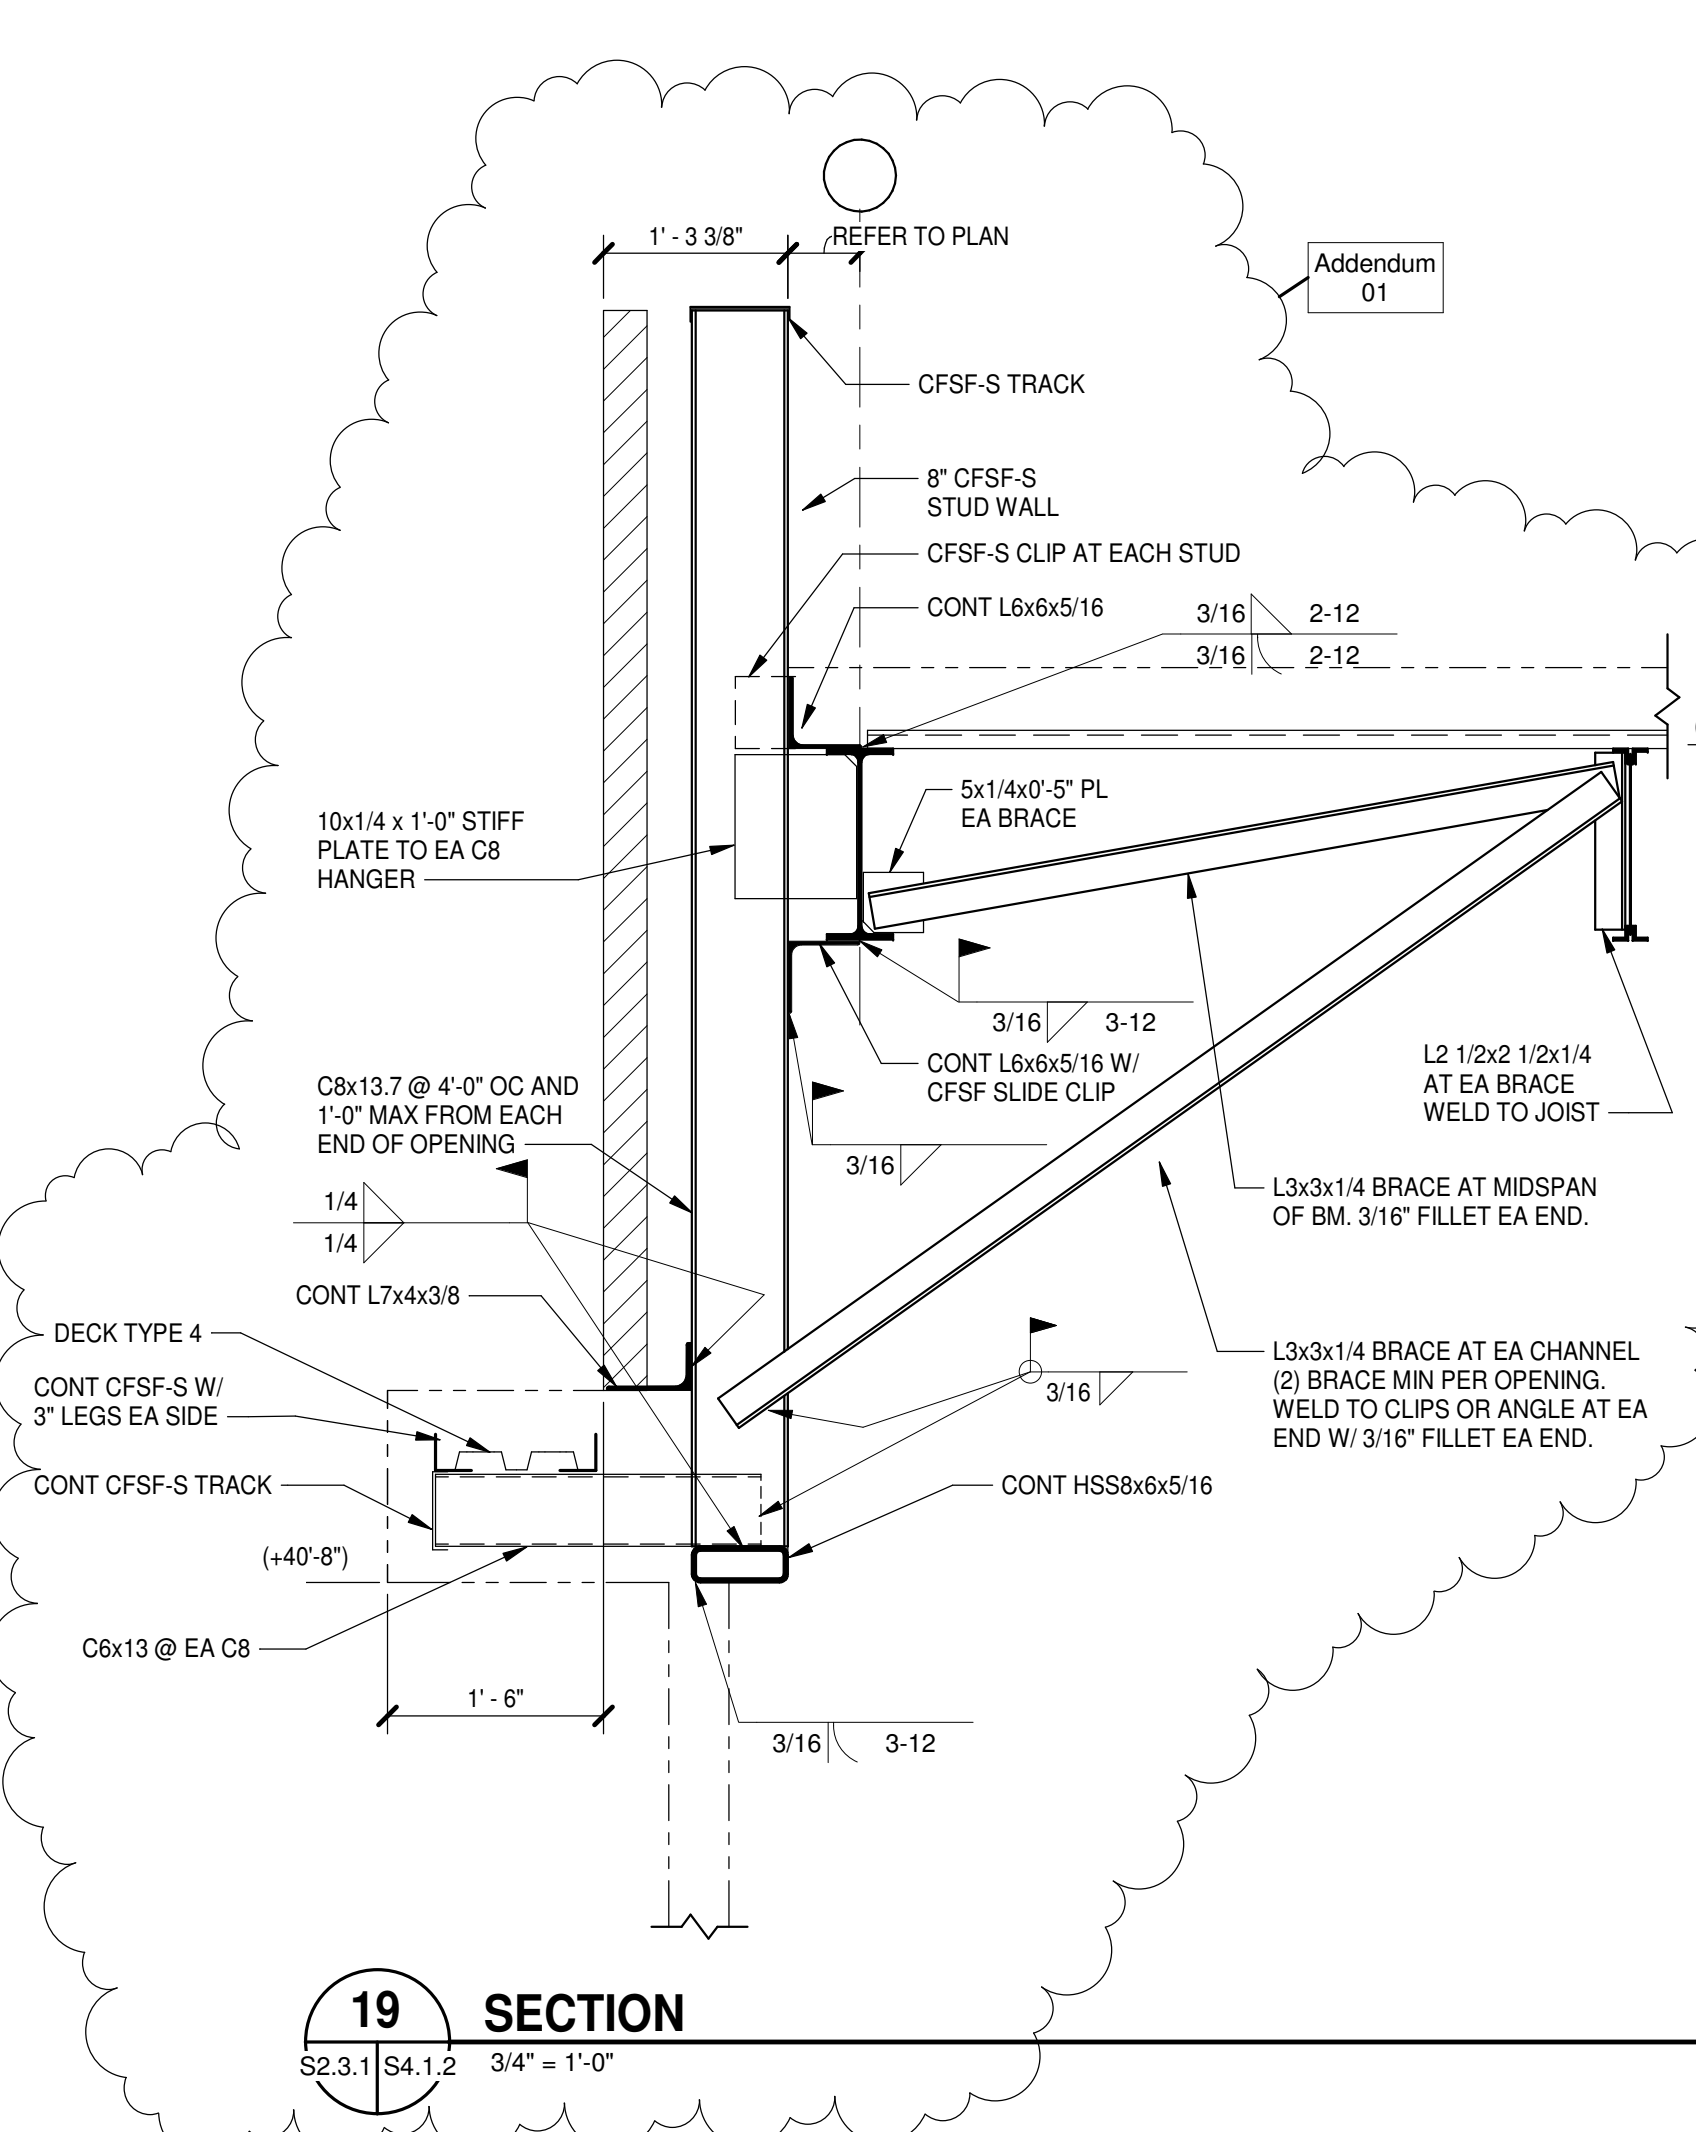 1' - 3 3/8"
REFER TO PLAN
Addendum
01
CFSF-S TRACK
8" CFSF-S
STUD WALL
CFSF-S CLIP AT EACH STUD
CONT L6x6x5/16
3/16 2-12
3/16 2-12
5x1/4x0'-5" PL
EA BRACE
10x1/4 x 1'-0" STIFF
PLATE TO EA C8
HANGER
3/16 3-12
CONT L6x6x5/16 W/
CFSF SLIDE CLIP
L2 1/2x2 1/2x1/4
AT EA BRACE
WELD TO JOIST
C8x13.7 @ 4'-0" OC AND
1'-0" MAX FROM EACH
END OF OPENING
3/16
L3x3x1/4 BRACE AT MIDSPAN
OF BM. 3/16" FILLET EA END.
1/4
1/4
CONT L7x4x3/8
DECK TYPE 4
CONT CFSF-S W/
3" LEGS EA SIDE
3/16
L3x3x1/4 BRACE AT EA CHANNEL
(2) BRACE MIN PER OPENING.
WELD TO CLIPS OR ANGLE AT EA
END W/ 3/16" FILLET EA END.
CONT CFSF-S TRACK
CONT HSS8x6x5/16
(+40'-8")
C6x13 @ EA C8
1' - 6"
3/16 3-12
19
SECTION
S2.3.1 S4.1.2
3/4" = 1'-0"